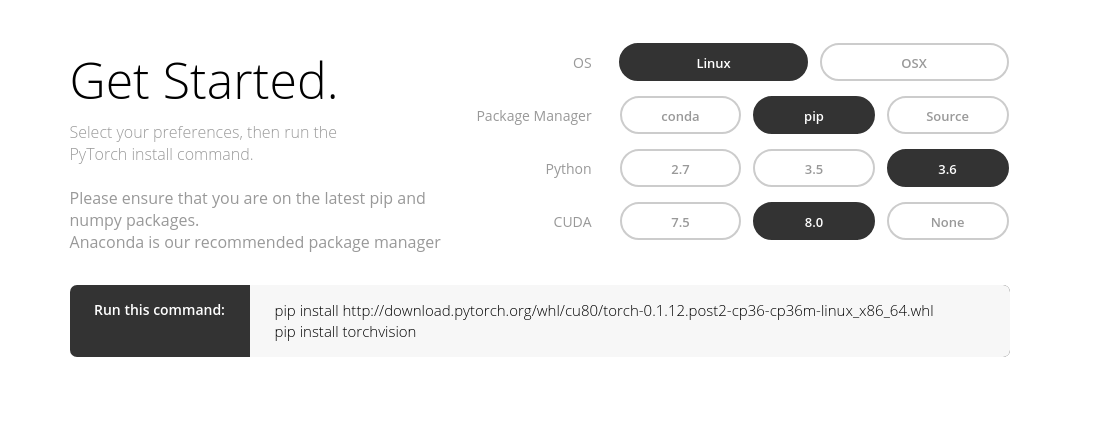 Get Started.
Select your preferences, then run the
PyTorch install command.
Please ensure that you are on the latest pip and
numpy packages.
Anaconda is our recommended package manager
OS Linux OSX
Package Manager conda pip Source
Python 2.7 3.5 3.6
CUDA 7.5 8.0 None
Run this command:
pip install http://download.pytorch.org/whl/cu80/torch-0.1.12.post2-cp36-cp36m-linux_x86_64.whl
pip install torchvision